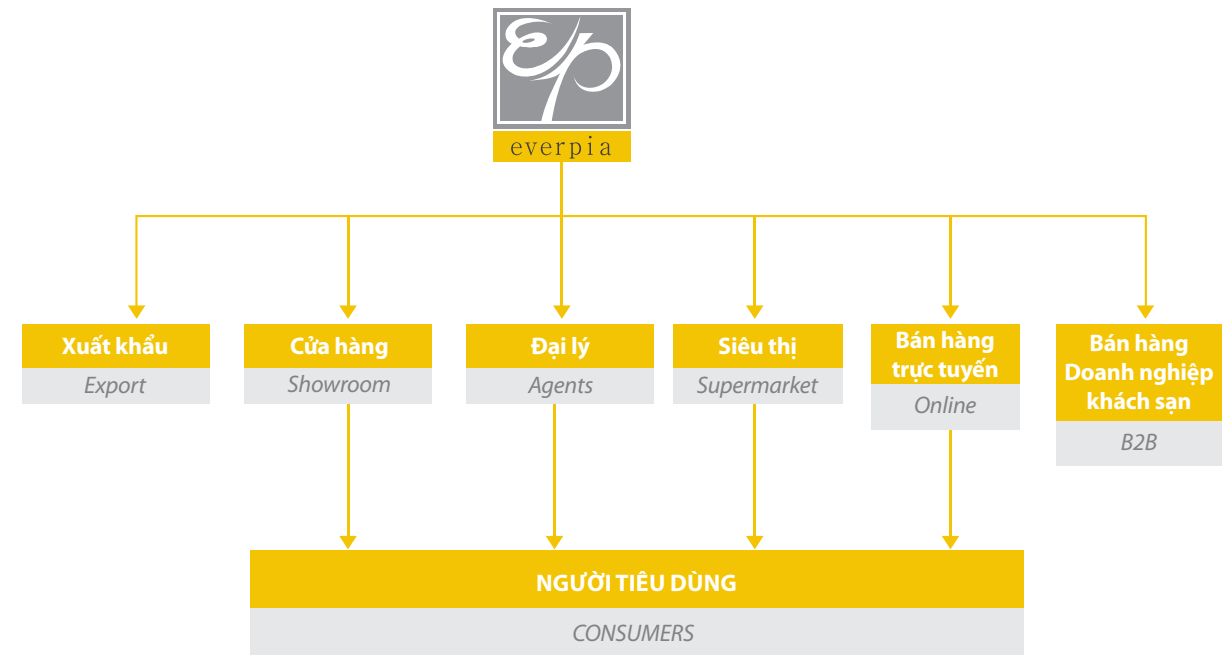 ep
everpia
Xuất khẩu
Export
Cửa hàng
Showroom
Đại lý
Agents
Siêu thị
Supermarket
Bán hàng
trực tuyến
Online
Bán hàng
Doanh nghiệp
khách sạn
B2B
NGƯỜI TIÊU DÙNG
CONSUMERS